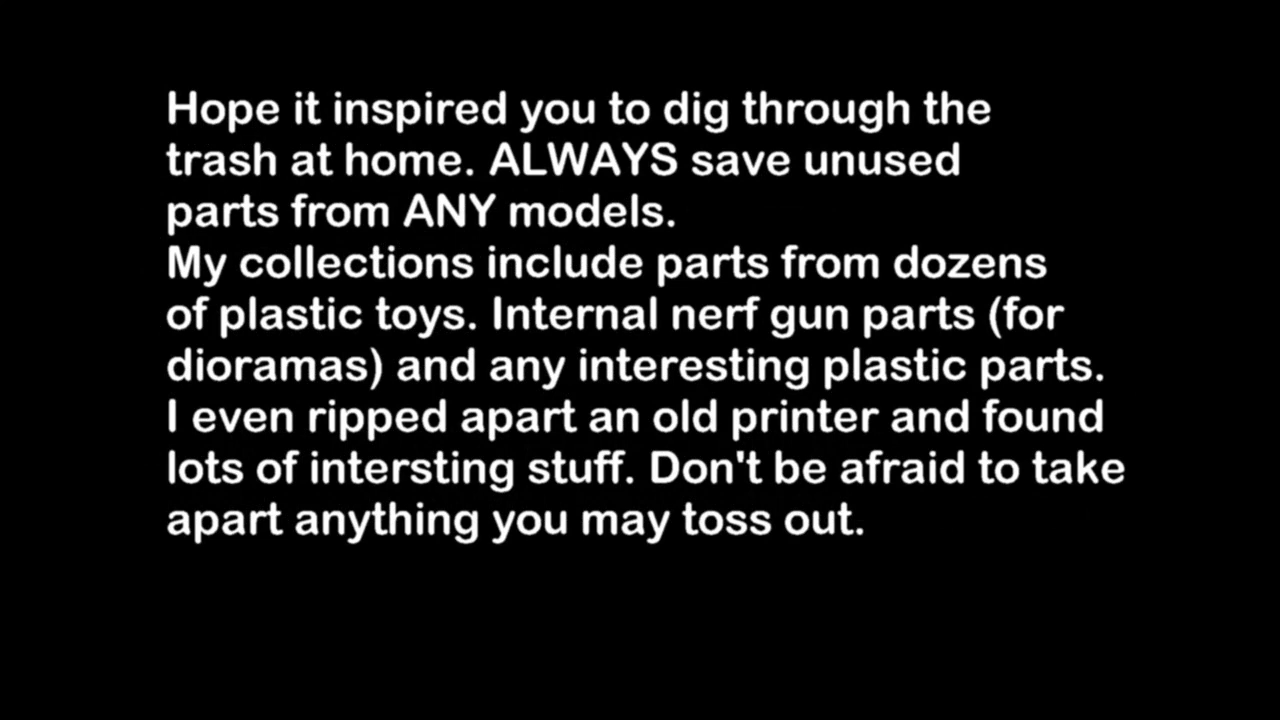 Hope it inspired you to dig through the
trash at home. ALWAYS save unused
parts from ANY models.
My collections include parts from dozens
of plastic toys. Internal nerf gun parts (for
dioramas) and any interesting plastic parts.
I even ripped apart an old printer and found
lots of intersting stuff. Don't be afraid to take
apart anything you may toss out.